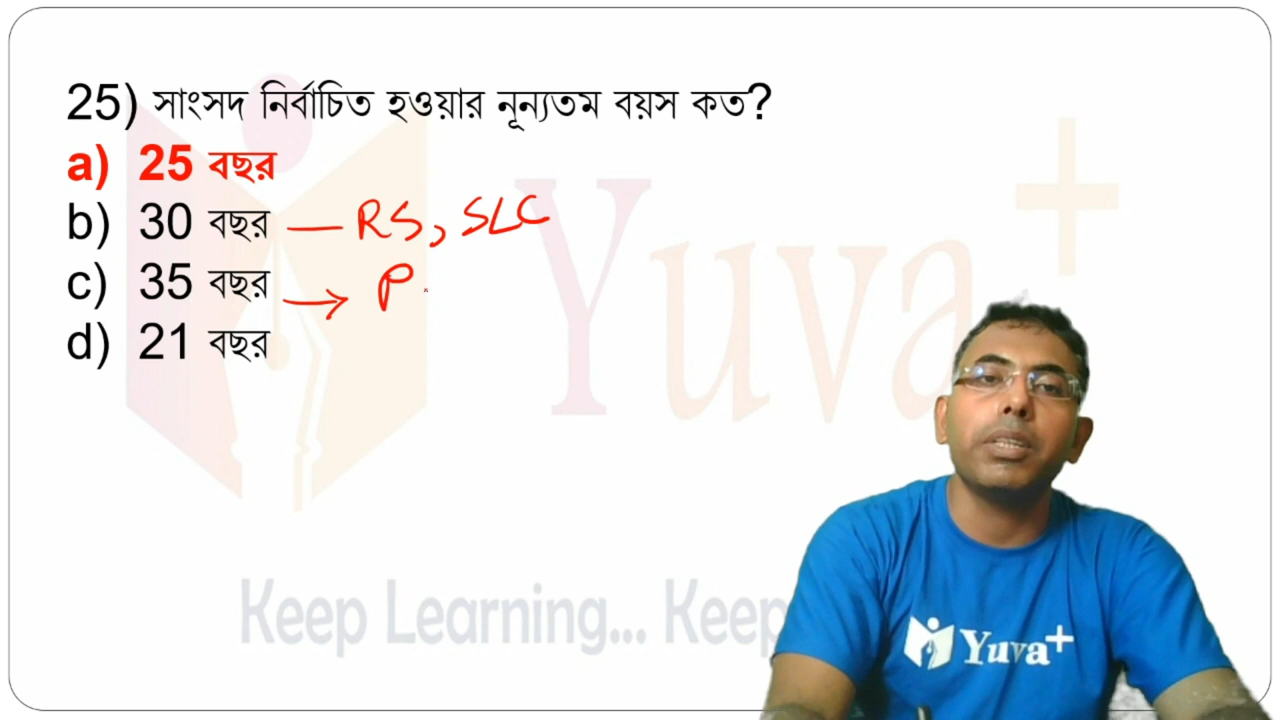 25) সাংসদ নির্বাচিত হওয়ার নূন্যতম বয়স কত?
a) 25 বছর
b) 30 বছর — RS, SLC
c) 35 বছর → P
d) 21 বছর
Yuva+
Keep Learning... Keep
Yuva+